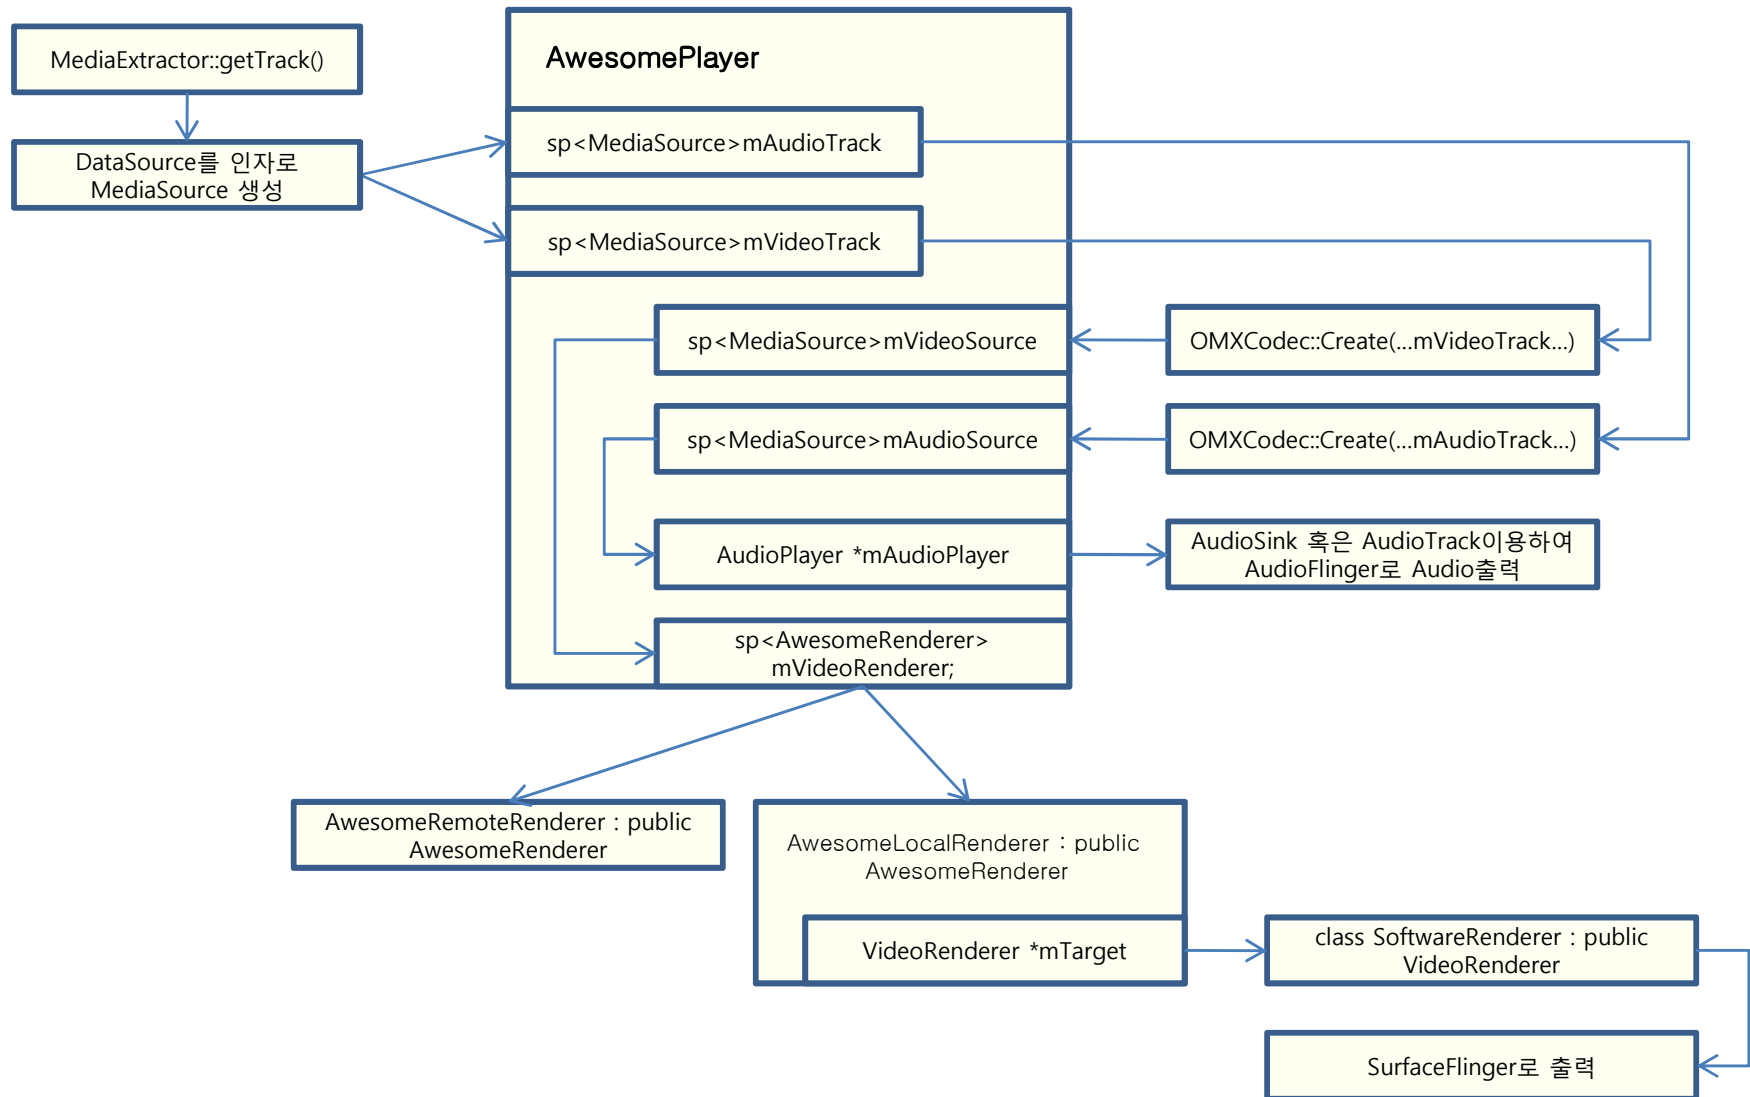 MediaExtractor::getTrack()
DataSource를 인자로
MediaSource 생성
AwesomePlayer
sp<MediaSource>mAudioTrack
sp<MediaSource>mVideoTrack
sp<MediaSource>mVideoSource
OMXCodec::Create(...mVideoTrack...)
sp<MediaSource>mAudioSource
OMXCodec::Create(...mAudioTrack...)
AudioPlayer *mAudioPlayer
AudioSink 혹은 AudioTrack이용하여
AudioFlinger로 Audio출력
sp<AwesomeRenderer>
mVideoRenderer;
AwesomeRemoteRenderer : public
AwesomeRenderer
AwesomeLocalRenderer : public
AwesomeRenderer
VideoRenderer *mTarget
class SoftwareRenderer : public
VideoRenderer
SurfaceFlinger로 출력